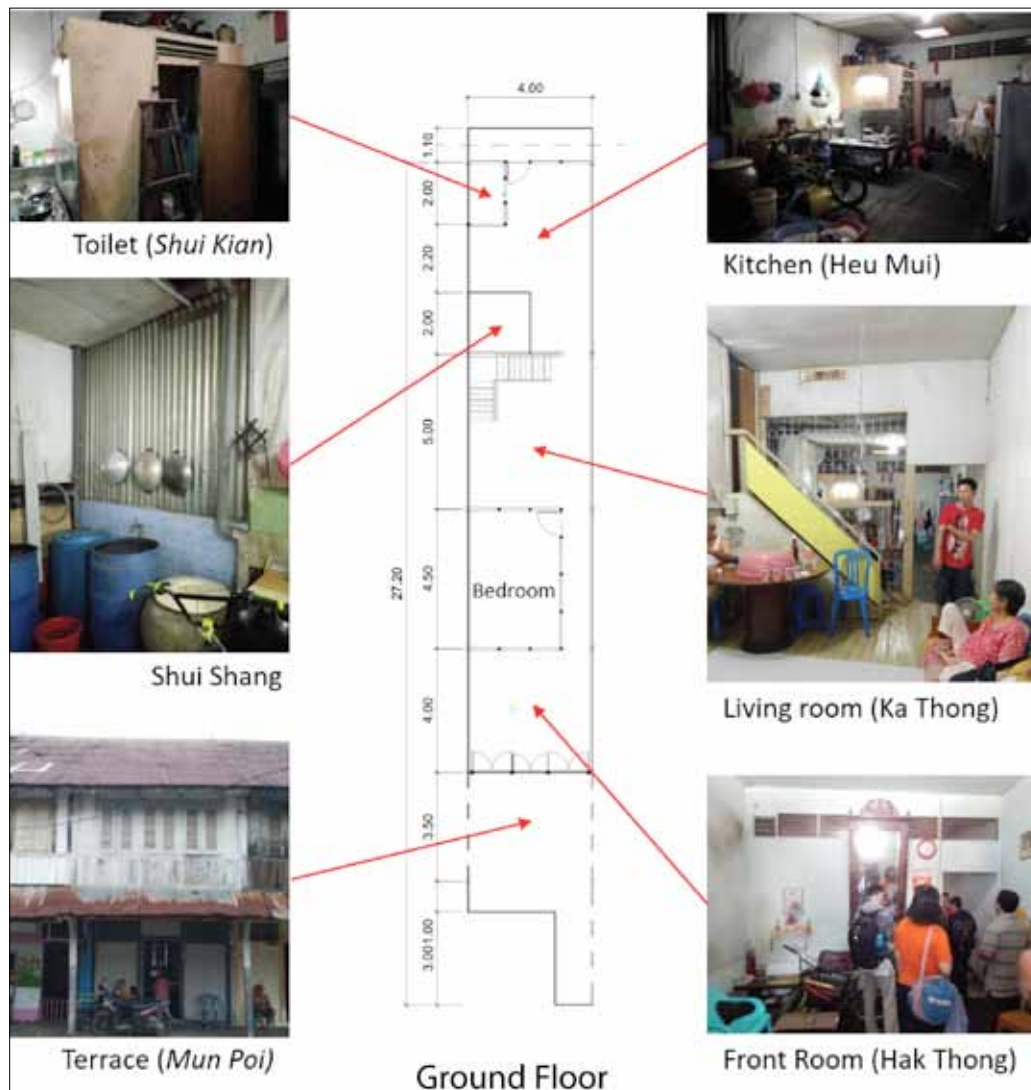 Toilet (Shui Kian)
Shui Shang
Terrace (Mun Poi)
4.00
1.10
2.00
2.20
2.00
5.00
4.50
4.00
3.50
1.00
3.00
27.20
Bedroom
Ground Floor
Kitchen (Heu Mui)
Living room (Ka Thong)
Front Room (Hak Thong)